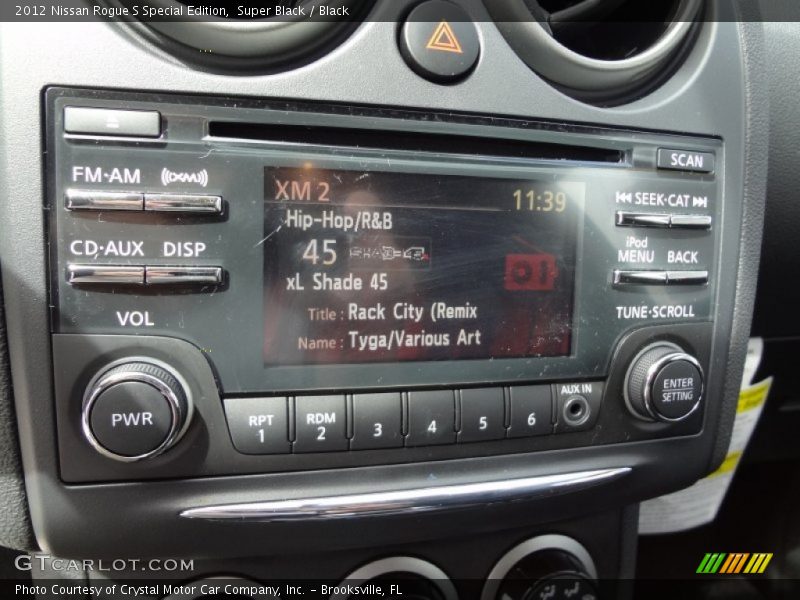 2012 Nissan Rogue S Special Edition, Super Black / Black
SCAN
FM·AM
XM
SEEK·CAT
CD·AUX DISP
iPod
MENU BACK
VOL
TUNE·SCROLL
XM 2 11:39
Hip-Hop/R&B
45 SHADE 45
xL Shade 45
Title : Rack City (Remix
Name : Tyga/Various Art
PWR
ENTER
SETTING
RPT
1
RDM
2
3
4
5
6
AUX IN
GTCARLOT.COM
Photo Courtesy of Crystal Motor Car Company, Inc. – Brooksville, FL